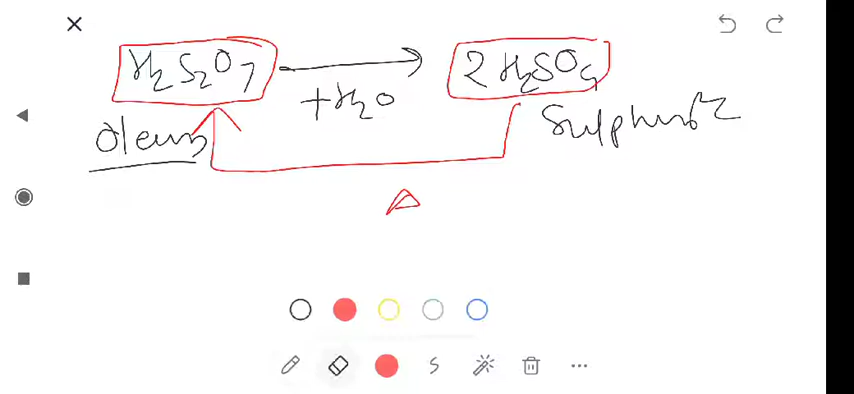 H2S2O7 → 2H2SO4
+H2O
Oleum
Sulphuric
Δ